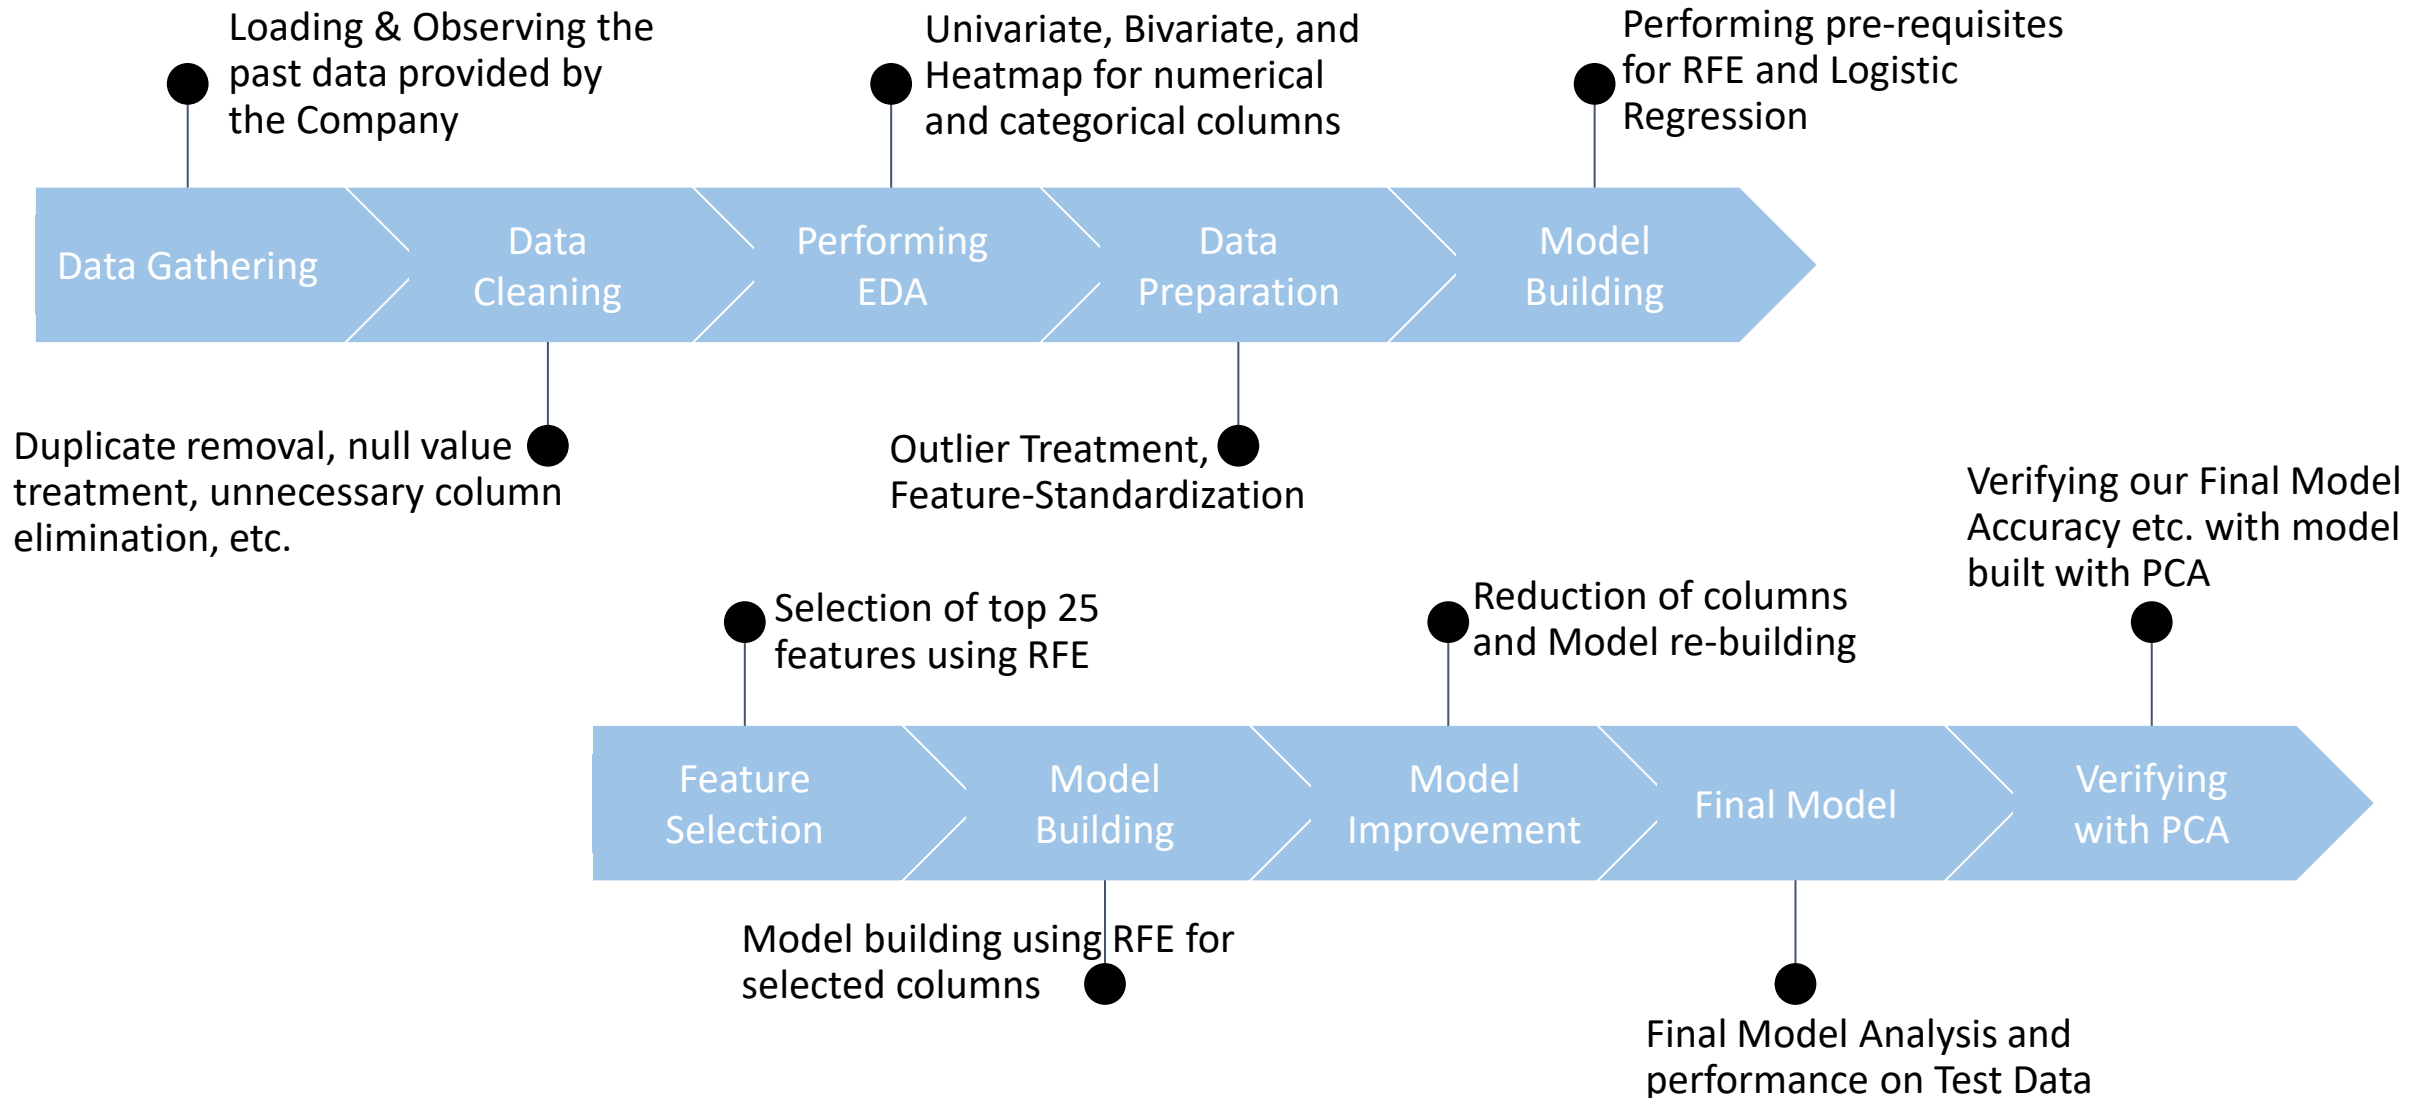 Loading & Observing the
past data provided by
the Company
Univariate, Bivariate, and
Heatmap for numerical
and categorical columns
Performing pre-requisites
for RFE and Logistic
Regression
Data Gathering
Data
Cleaning
Performing
EDA
Data
Preparation
Model
Building
Duplicate removal, null value
treatment, unnecessary column
elimination, etc.
Outlier Treatment,
Feature-Standardization
Selection of top 25
features using RFE
Reduction of columns
and Model re-building
Verifying our Final Model
Accuracy etc. with model
built with PCA
Feature
Selection
Model
Building
Model
Improvement
Final Model
Verifying
with PCA
Model building using RFE for
selected columns
Final Model Analysis and
performance on Test Data